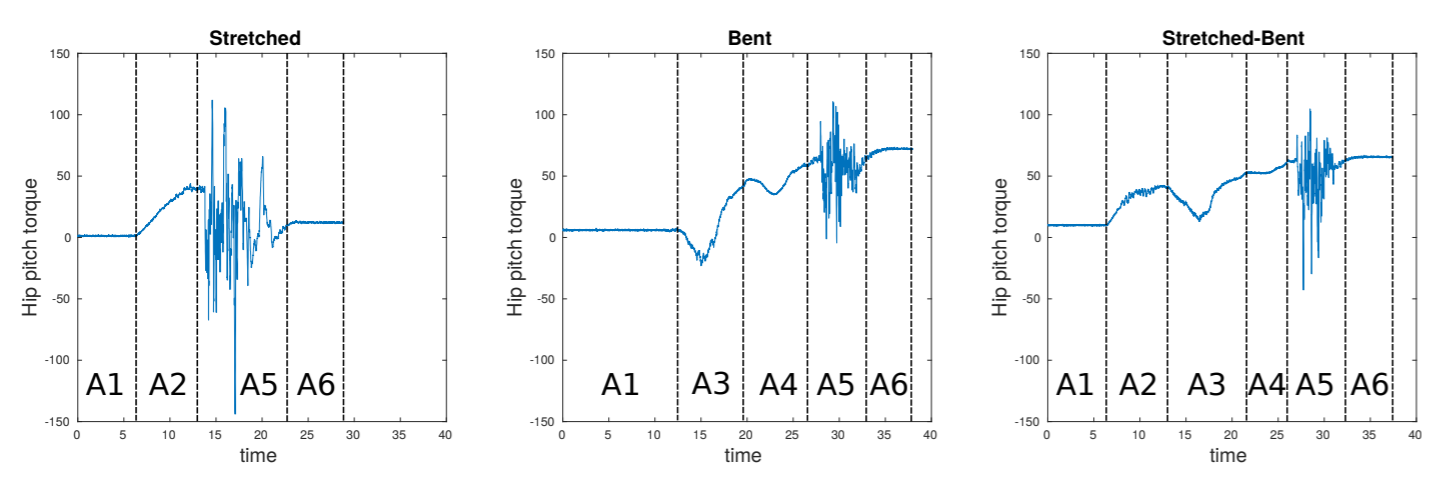 Stretched
150
100
50
0
-50
-100
-150
Hip pitch torque
A1 A2 A5 A6
0 5 10 15 20 25 30 35 40
time
Bent
150
100
50
0
-50
-100
-150
Hip pitch torque
A1 A3 A4 A5 A6
0 5 10 15 20 25 30 35 40
time
Stretched-Bent
150
100
50
0
-50
-100
-150
Hip pitch torque
A1 A2 A3 A4 A5 A6
0 5 10 15 20 25 30 35 40
time